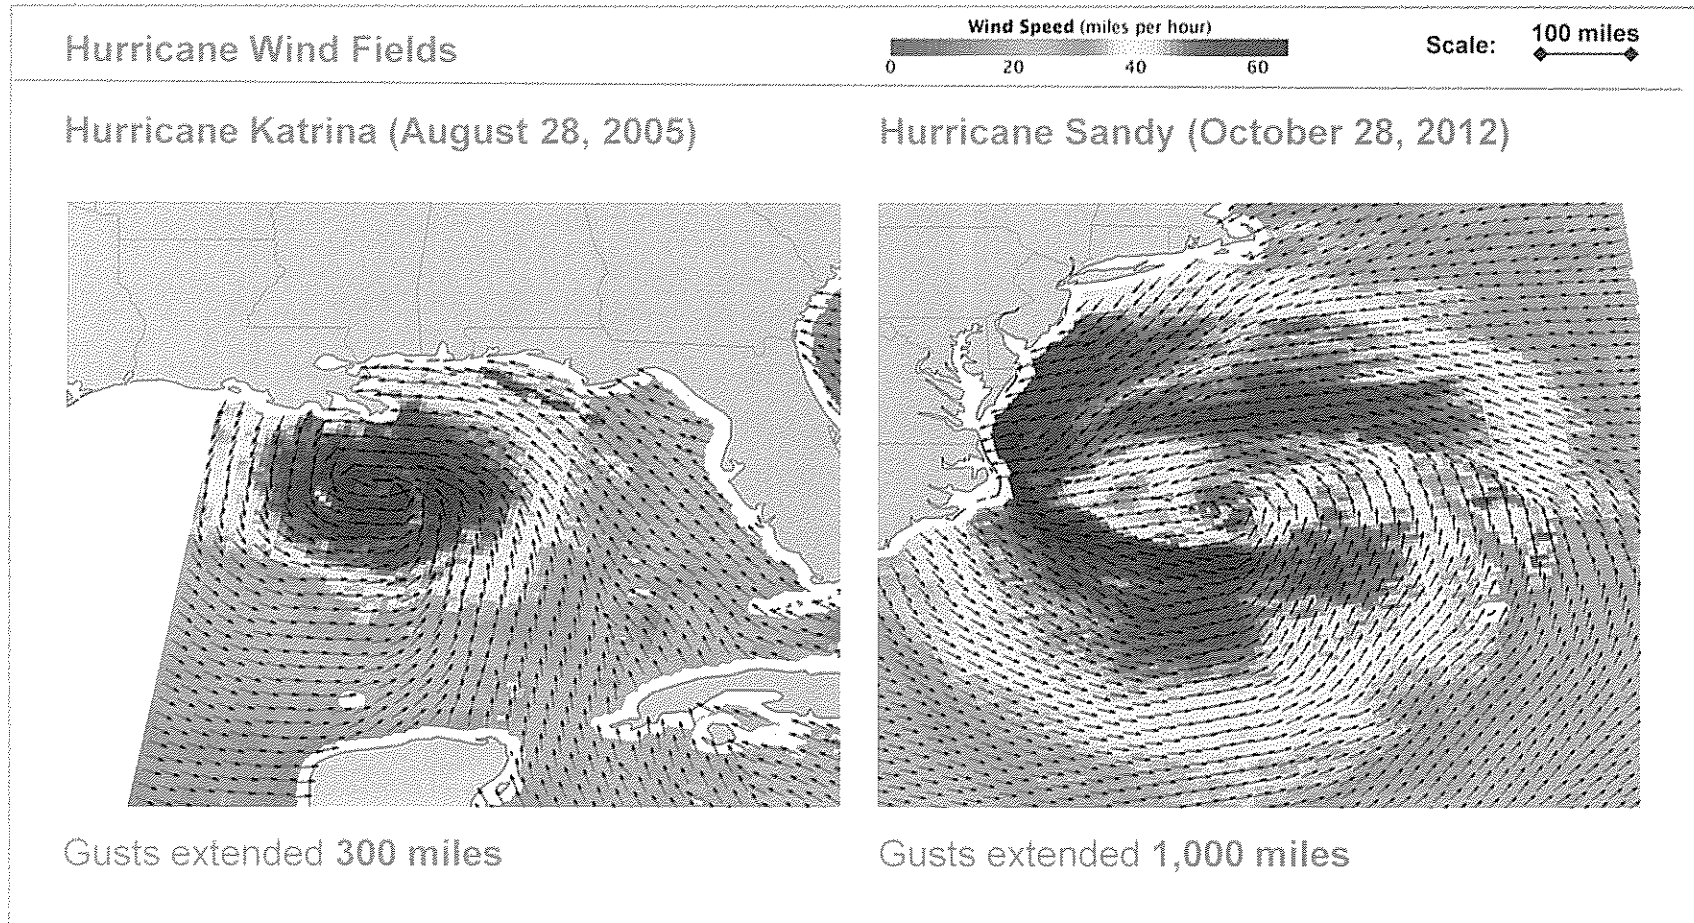 Hurricane Wind Fields
Wind Speed (miles per hour)
0 20 40 60
Scale: 100 miles
Hurricane Katrina (August 28, 2005)
Hurricane Sandy (October 28, 2012)
Gusts extended 300 miles
Gusts extended 1,000 miles